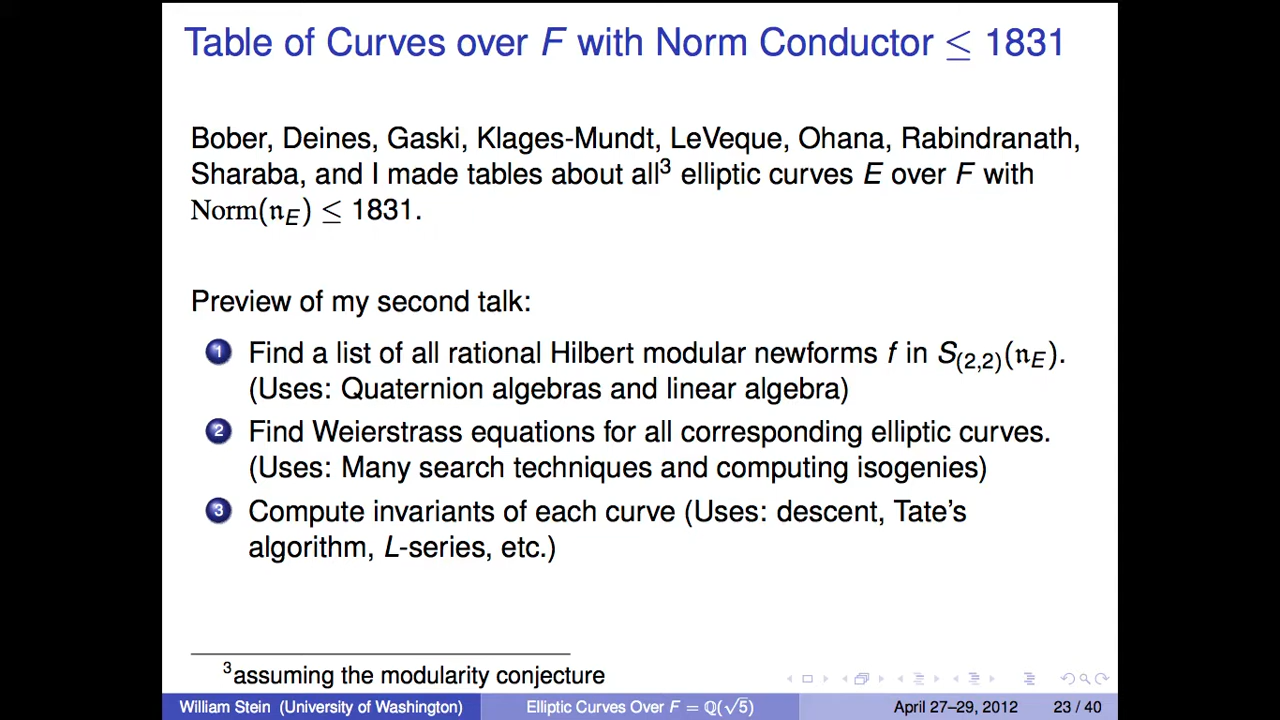 Table of Curves over F with Norm Conductor ≤ 1831
Bober, Deines, Gaski, Klages-Mundt, LeVeque, Ohana, Rabindranath,
Sharaba, and I made tables about all³ elliptic curves E over F with
Norm(𝔫_E) ≤ 1831.
Preview of my second talk:
1 Find a list of all rational Hilbert modular newforms f in S_(2,2)(𝔫_E).
(Uses: Quaternion algebras and linear algebra)
2 Find Weierstrass equations for all corresponding elliptic curves.
(Uses: Many search techniques and computing isogenies)
3 Compute invariants of each curve (Uses: descent, Tate's
algorithm, L-series, etc.)
³assuming the modularity conjecture
William Stein (University of Washington) Elliptic Curves Over F = ℚ(√5) April 27–29, 2012 23 / 40